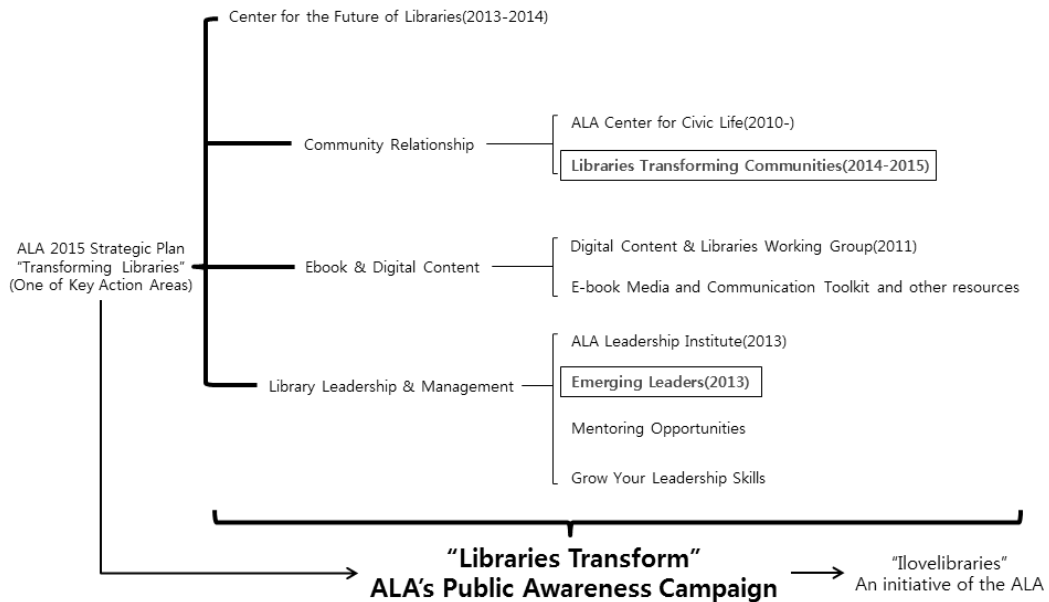 Center for the Future of Libraries(2013-2014)
ALA Center for Civic Life(2010-)
Community Relationship
Libraries Transforming Communities(2014-2015)
ALA 2015 Strategic Plan
“Transforming Libraries”
(One of Key Action Areas)
Digital Content & Libraries Working Group(2011)
Ebook & Digital Content
E-book Media and Communication Toolkit and other resources
ALA Leadership Institute(2013)
Library Leadership & Management
Emerging Leaders(2013)
Mentoring Opportunities
Grow Your Leadership Skills
“Libraries Transform”
ALA’s Public Awareness Campaign
“Ilovelibraries”
An initiative of the ALA